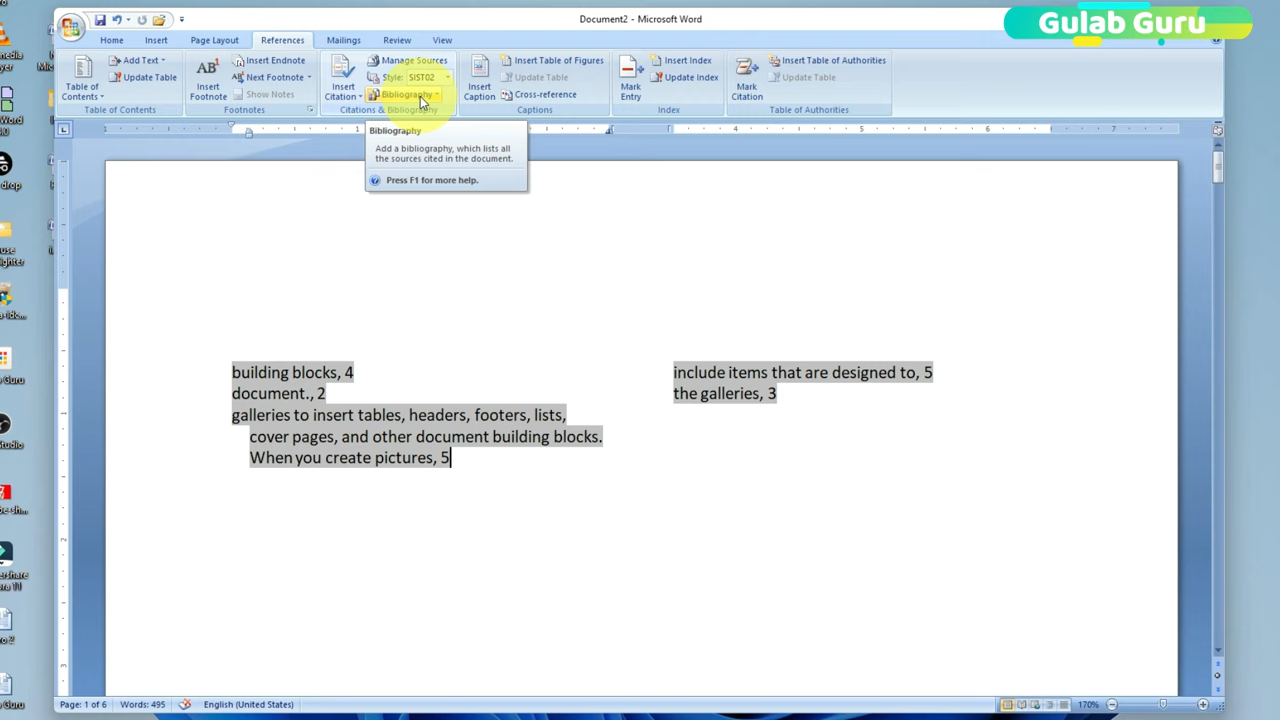 Document2 - Microsoft Word
Gulab Guru
Home Insert Page Layout References Mailings Review View
Table of Contents
Add Text
Update Table
Table of Contents
AB1
Insert Footnote
Insert Endnote
Next Footnote
Show Notes
Footnotes
Insert Citation
Manage Sources
Style: SIST02
Bibliography
Citations & Bibliography
Insert Caption
Insert Table of Figures
Update Table
Cross-reference
Captions
Mark Entry
Insert Index
Update Index
Index
Mark Citation
Insert Table of Authorities
Update Table
Table of Authorities
Bibliography
Add a bibliography, which lists all
the sources cited in the document.
Press F1 for more help.
building blocks, 4
document., 2
galleries to insert tables, headers, footers, lists,
cover pages, and other document building blocks.
When you create pictures, 5
include items that are designed to, 5
the galleries, 3
Page: 1 of 6 Words: 495 English (United States) 170%